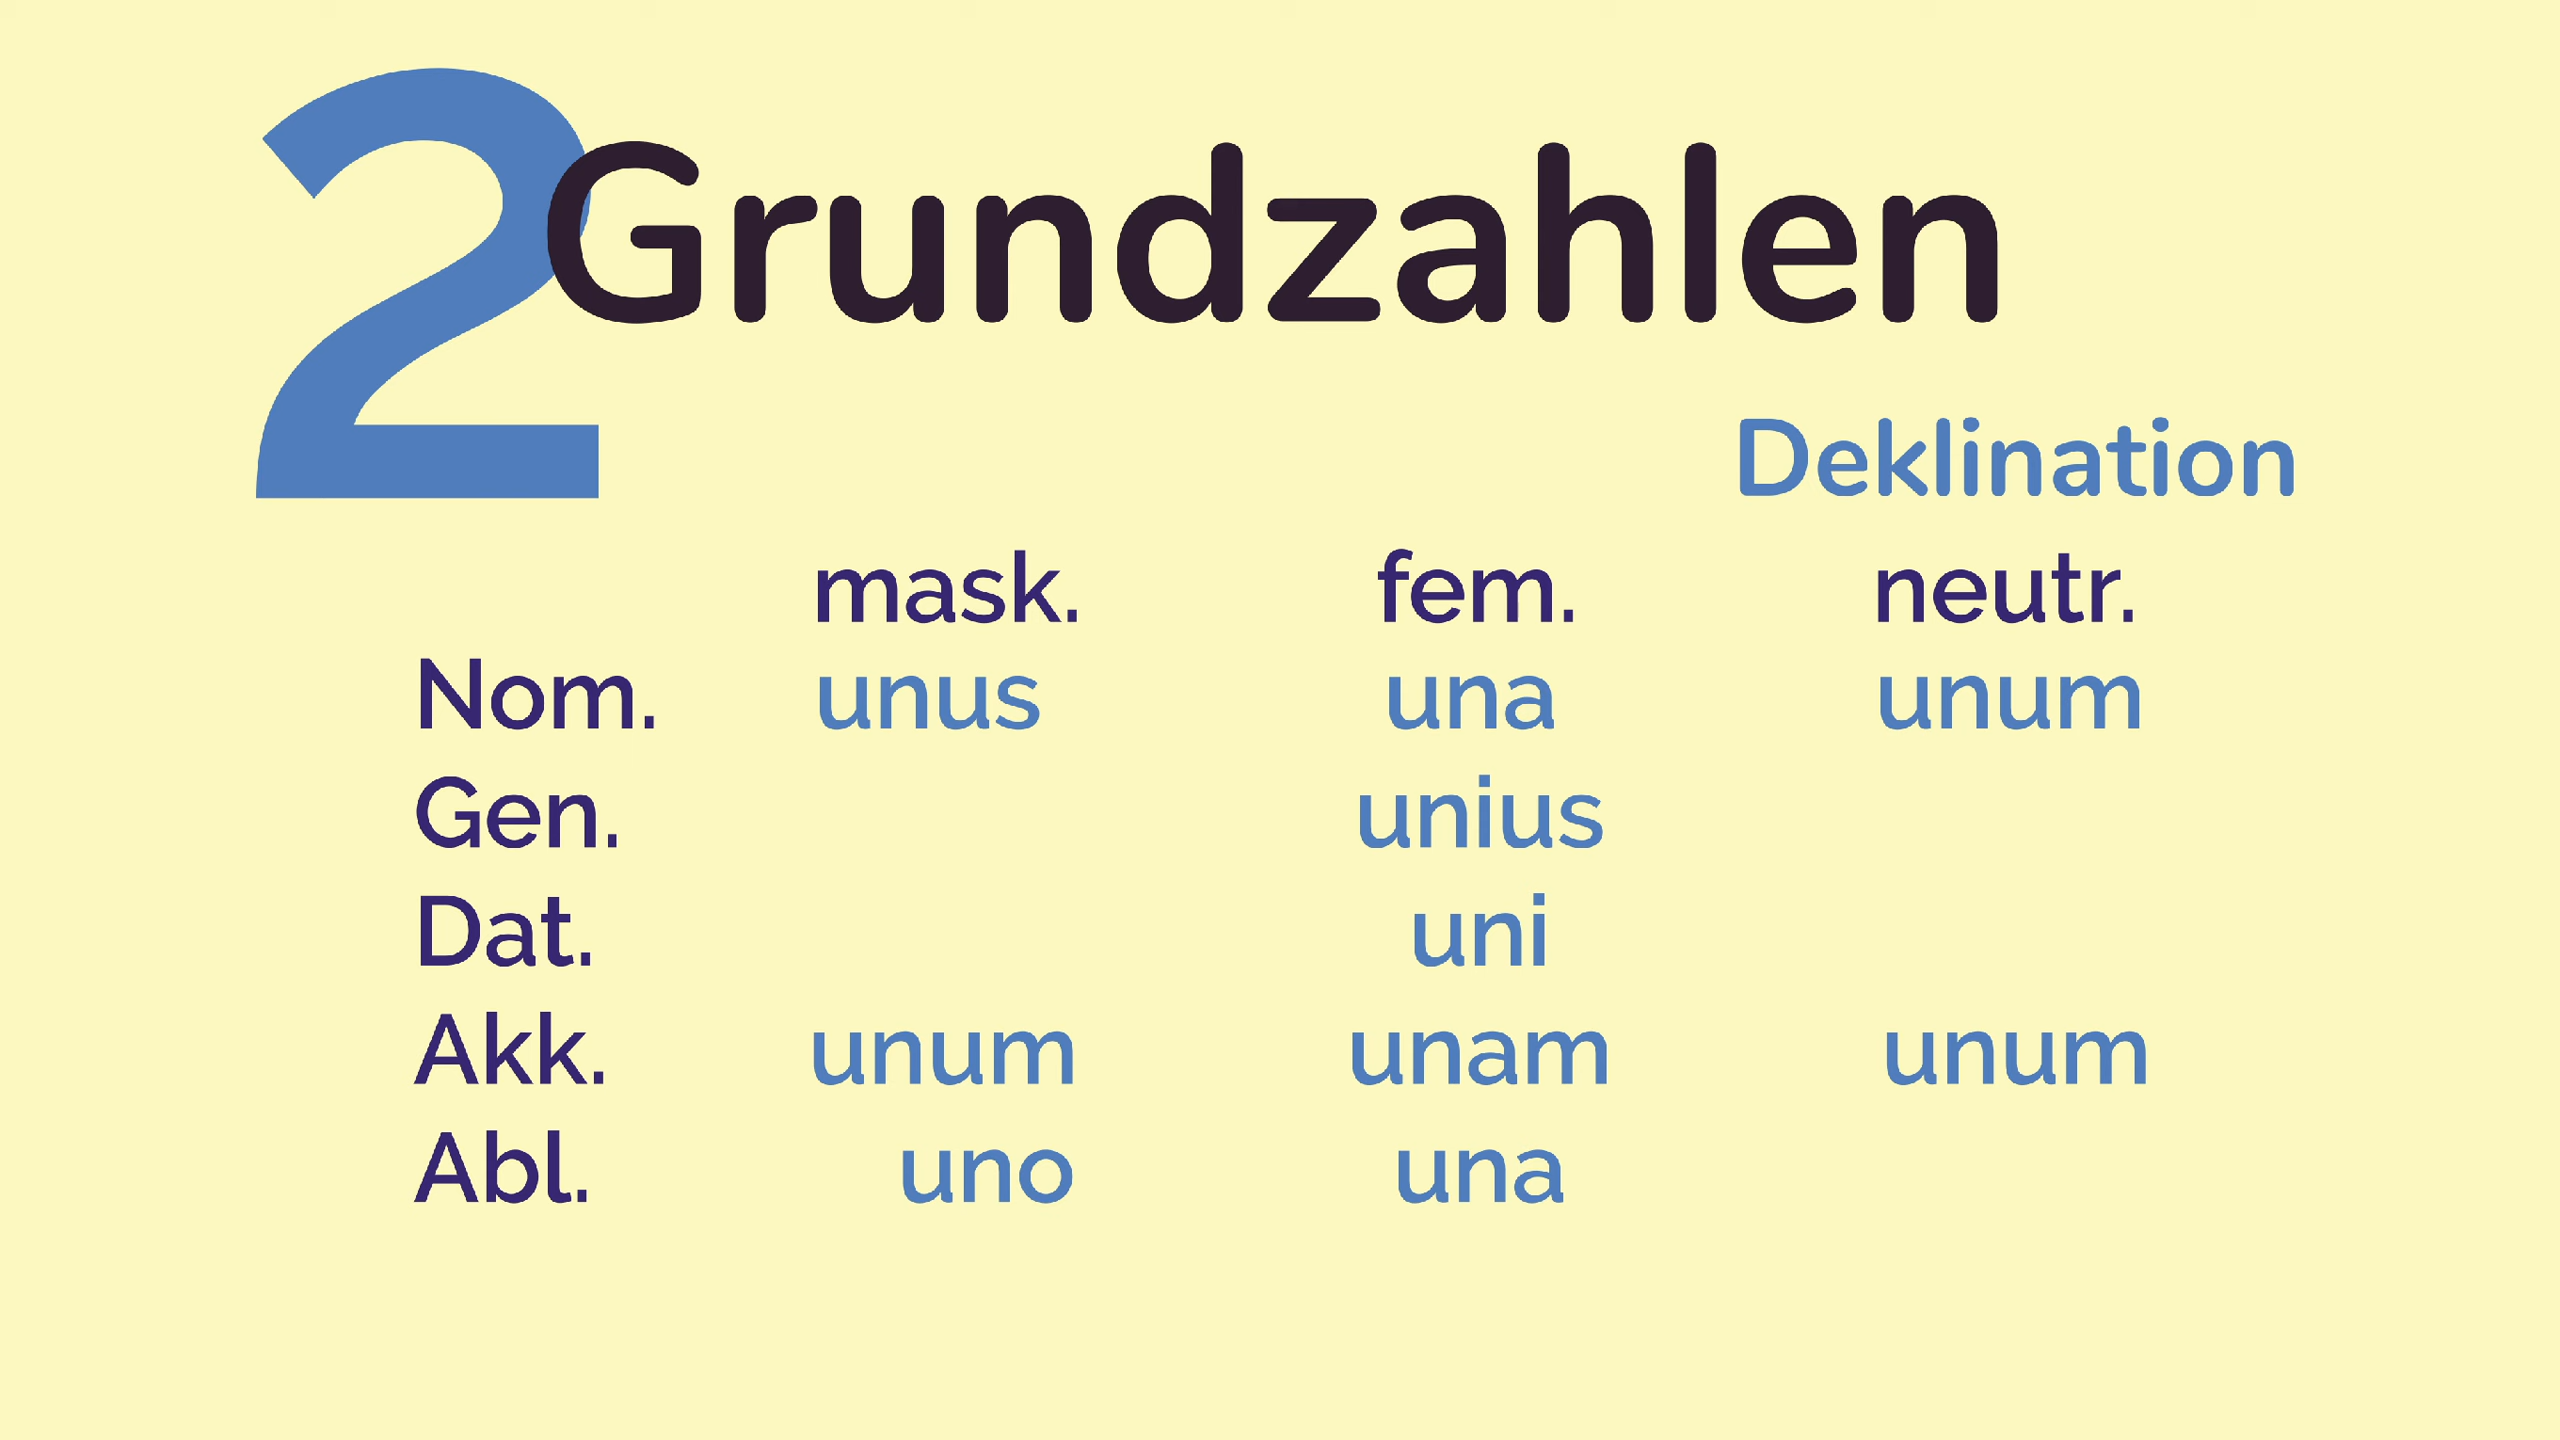 2 Grundzahlen
Deklination
mask. fem. neutr.
Nom. unus una unum
Gen. unius
Dat. uni
Akk. unum unam unum
Abl. uno una